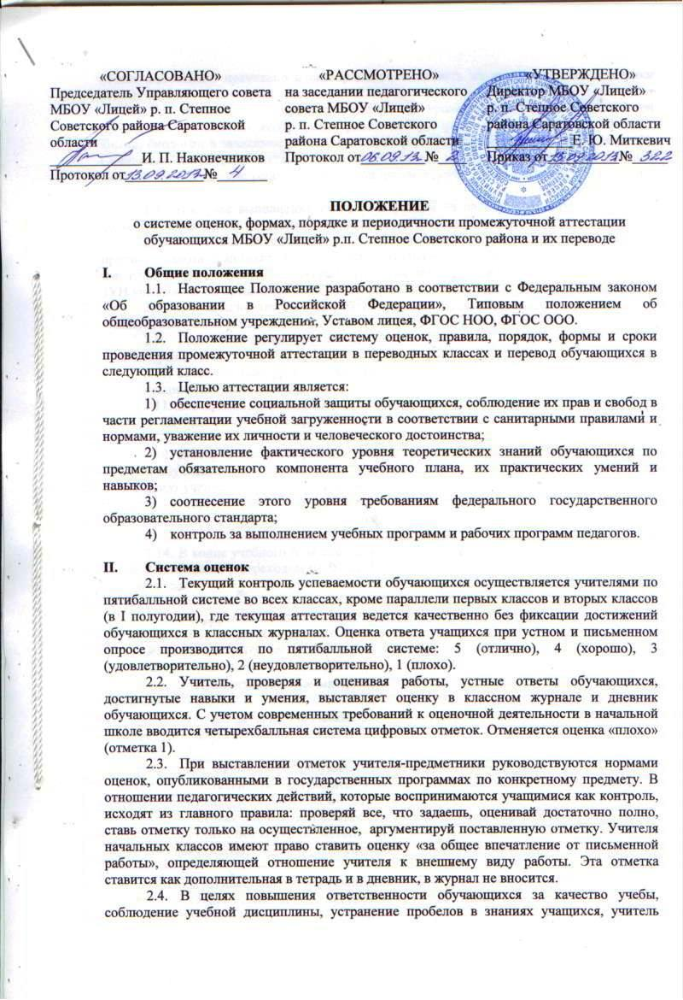 «СОГЛАСОВАНО»
Председатель Управляющего совета
МБОУ «Лицей» р. п. Степное
Советского района Саратовской
области
____________И. П. Наконечников
Протокол от 13.09.2013 № 4
«РАССМОТРЕНО»
на заседании педагогического
совета МБОУ «Лицей»
р. п. Степное Советского
района Саратовской области
Протокол от 06.09.13 № 2
«УТВЕРЖДЕНО»
Директор МБОУ «Лицей»
р. п. Степное Советского
района Саратовской области
____________ Е. Ю. Миткевич
Приказ от 13.09.2013 № 322
ПОЛОЖЕНИЕ
о системе оценок, формах, порядке и периодичности промежуточной аттестации
обучающихся МБОУ «Лицей» р.п. Степное Советского района и их переводе
I. Общие положения
1.1. Настоящее Положение разработано в соответствии с Федеральным законом
«Об образовании в Российской Федерации», Типовым положением об
общеобразовательном учреждении, Уставом лицея, ФГОС НОО, ФГОС ООО.
1.2. Положение регулирует систему оценок, правила, порядок, формы и сроки
проведения промежуточной аттестации в переводных классах и перевод обучающихся в
следующий класс.
1.3. Целью аттестации является:
1) обеспечение социальной защиты обучающихся, соблюдение их прав и свобод в
части регламентации учебной загруженности в соответствии с санитарными правилами и
нормами, уважение их личности и человеческого достоинства;
2) установление фактического уровня теоретических знаний обучающихся по
предметам обязательного компонента учебного плана, их практических умений и
навыков;
3) соотнесение этого уровня требованиям федерального государственного
образовательного стандарта;
4) контроль за выполнением учебных программ и рабочих программ педагогов.
II. Система оценок
2.1. Текущий контроль успеваемости обучающихся осуществляется учителями по
пятибалльной системе во всех классах, кроме параллели первых классов и вторых классов
(в I полугодии), где текущая аттестация ведется качественно без фиксации достижений
обучающихся в классных журналах. Оценка ответа учащихся при устном и письменном
опросе производится по пятибалльной системе: 5 (отлично), 4 (хорошо), 3
(удовлетворительно), 2 (неудовлетворительно), 1 (плохо).
2.2. Учитель, проверяя и оценивая работы, устные ответы обучающихся,
достигнутые навыки и умения, выставляет оценку в классном журнале и дневник
обучающихся. С учетом современных требований к оценочной деятельности в начальной
школе вводится четырехбалльная система цифровых отметок. Отменяется оценка «плохо»
(отметка 1).
2.3. При выставлении отметок учителя-предметники руководствуются нормами
оценок, опубликованными в государственных программах по конкретному предмету. В
отношении педагогических действий, которые воспринимаются учащимися как контроль,
исходят из главного правила: проверяй все, что задаешь, оценивай достаточно полно,
ставь отметку только на осуществленное, аргументируй поставленную отметку. Учителя
начальных классов имеют право ставить оценку «за общее впечатление от письменной
работы», определяющей отношение учителя к внешнему виду работы. Эта отметка
ставится как дополнительная в тетрадь и в дневник, в журнал не вносится.
2.4. В целях повышения ответственности обучающихся за качество учебы,
соблюдение учебной дисциплины, устранение пробелов в знаниях учащихся, учитель